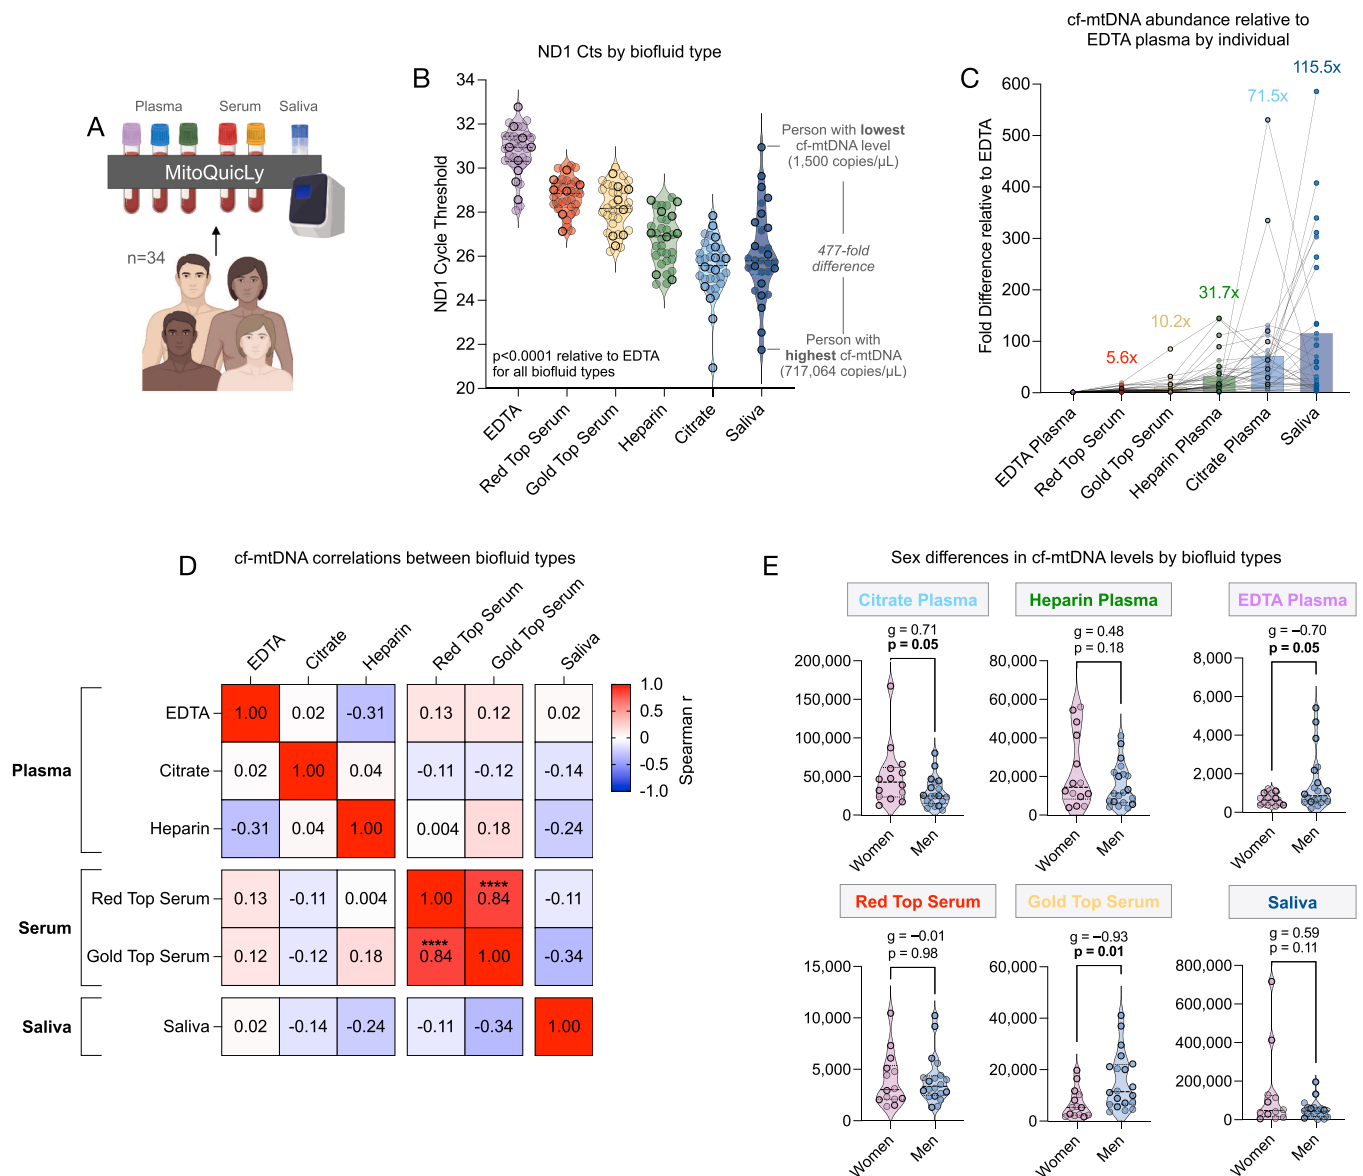 A
Plasma
Serum
Saliva
MitoQuicLy
n=34
B
ND1 Cts by biofluid type
ND1 Cycle Threshold
34
32
30
28
26
24
22
20
p<0.0001 relative to EDTA
for all biofluid types
EDTA
Red Top Serum
Gold Top Serum
Heparin
Citrate
Saliva
Person with lowest
cf-mtDNA level
(1,500 copies/µL)
477-fold
difference
Person with
highest cf-mtDNA
(717,064 copies/µL)
C
cf-mtDNA abundance relative to
EDTA plasma by individual
Fold Difference relative to EDTA
600
500
400
300
200
100
0
5.6x
10.2x
31.7x
71.5x
115.5x
EDTA Plasma
Red Top Serum
Gold Top Serum
Heparin Plasma
Citrate Plasma
Saliva
D
cf-mtDNA correlations between biofluid types
EDTA
Citrate
Heparin
Red Top Serum
Gold Top Serum
Saliva
Plasma
EDTA
1.00
0.02
-0.31
0.13
0.12
0.02
Citrate
0.02
1.00
0.04
-0.11
-0.12
-0.14
Heparin
-0.31
0.04
1.00
0.004
0.18
-0.24
Serum
Red Top Serum
0.13
-0.11
0.004
1.00
****
0.84
-0.11
Gold Top Serum
0.12
-0.12
0.18
****
0.84
1.00
-0.34
Saliva
Saliva
0.02
-0.14
-0.24
-0.11
-0.34
1.00
1.0
0.5
0
-0.5
-1.0
Spearman r
E
Sex differences in cf-mtDNA levels by biofluid types
Citrate Plasma
g = 0.71
p = 0.05
200,000
150,000
100,000
50,000
0
Women
Men
Heparin Plasma
g = 0.48
p = 0.18
80,000
60,000
40,000
20,000
0
Women
Men
EDTA Plasma
g = −0.70
p = 0.05
8,000
6,000
4,000
2,000
0
Women
Men
Red Top Serum
g = −0.01
p = 0.98
15,000
10,000
5,000
0
Women
Men
Gold Top Serum
g = −0.93
p = 0.01
60,000
40,000
20,000
0
Women
Men
Saliva
g = 0.59
p = 0.11
800,000
600,000
400,000
200,000
0
Women
Men